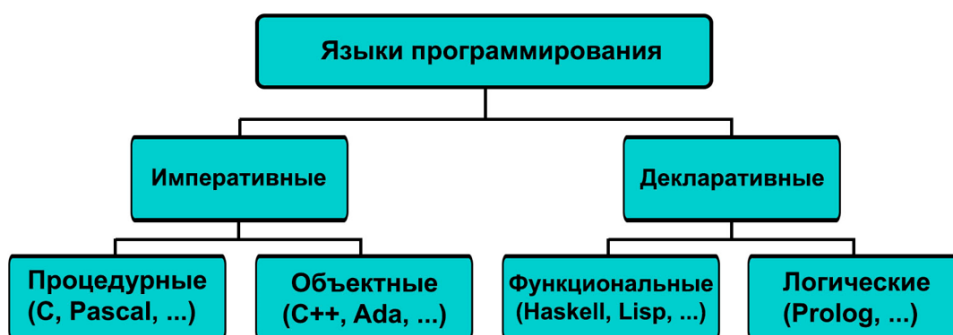 Языки программирования
Императивные
Декларативные
Процедурные
(C, Pascal, ...)
Объектные
(C++, Ada, ...)
Функциональные
(Haskell, Lisp, ...)
Логические
(Prolog, ...)